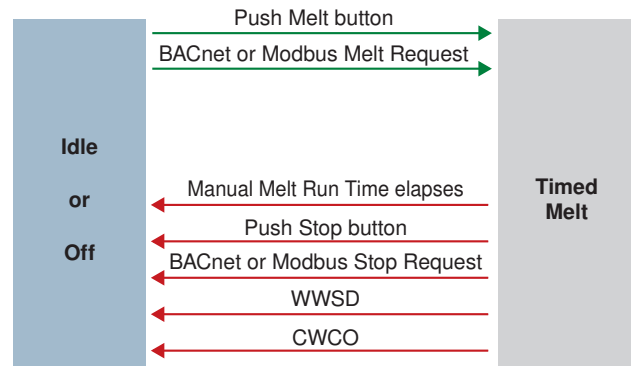 Push Melt button
BACnet or Modbus Melt Request
Idle
or
Off
Timed
Melt
Manual Melt Run Time elapses
Push Stop button
BACnet or Modbus Stop Request
WWSD
CWCO